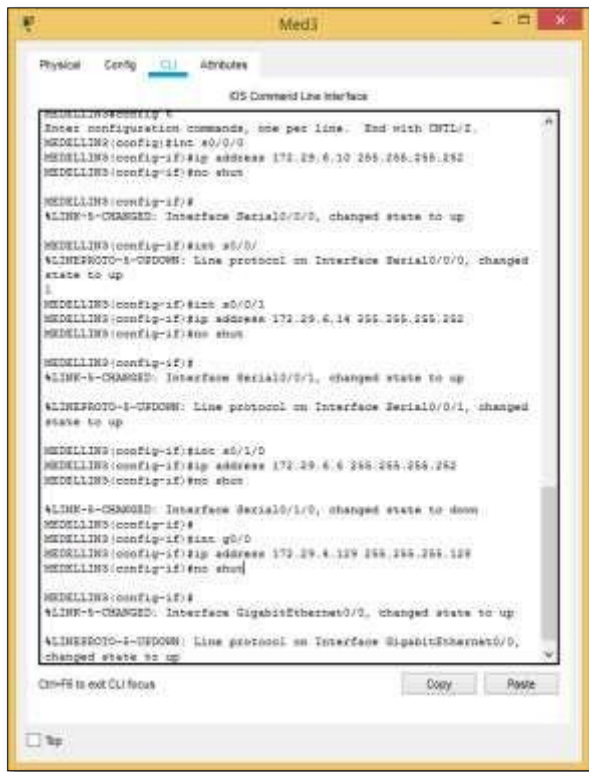 Med3
Physical Config CLI Attributes
IOS Command Line Interface
MEDELLIN3#config t
Enter configuration commands, one per line. End with CNTL/Z.
MEDELLIN3(config)#int s0/0/0
MEDELLIN3(config-if)#ip address 172.29.6.10 255.255.255.252
MEDELLIN3(config-if)#no shut
MEDELLIN3(config-if)#
%LINK-5-CHANGED: Interface Serial0/0/0, changed state to up
MEDELLIN3(config-if)#int s0/0/
%LINEPROTO-5-UPDOWN: Line protocol on Interface Serial0/0/0, changed
state to up
1
MEDELLIN3(config-if)#int s0/0/1
MEDELLIN3(config-if)#ip address 172.29.6.14 255.255.255.252
MEDELLIN3(config-if)#no shut
MEDELLIN3(config-if)#
%LINK-5-CHANGED: Interface Serial0/0/1, changed state to up
%LINEPROTO-5-UPDOWN: Line protocol on Interface Serial0/0/1, changed
state to up
MEDELLIN3(config-if)#int s0/1/0
MEDELLIN3(config-if)#ip address 172.29.6.6 255.255.255.252
MEDELLIN3(config-if)#no shut
%LINK-5-CHANGED: Interface Serial0/1/0, changed state to down
MEDELLIN3(config-if)#
MEDELLIN3(config-if)#int g0/0
MEDELLIN3(config-if)#ip address 172.29.4.129 255.255.255.128
MEDELLIN3(config-if)#no shut
MEDELLIN3(config-if)#
%LINK-5-CHANGED: Interface GigabitEthernet0/0, changed state to up
%LINEPROTO-5-UPDOWN: Line protocol on Interface GigabitEthernet0/0,
changed state to up
Ctrl+F6 to exit CLI focus
Copy Paste
Top